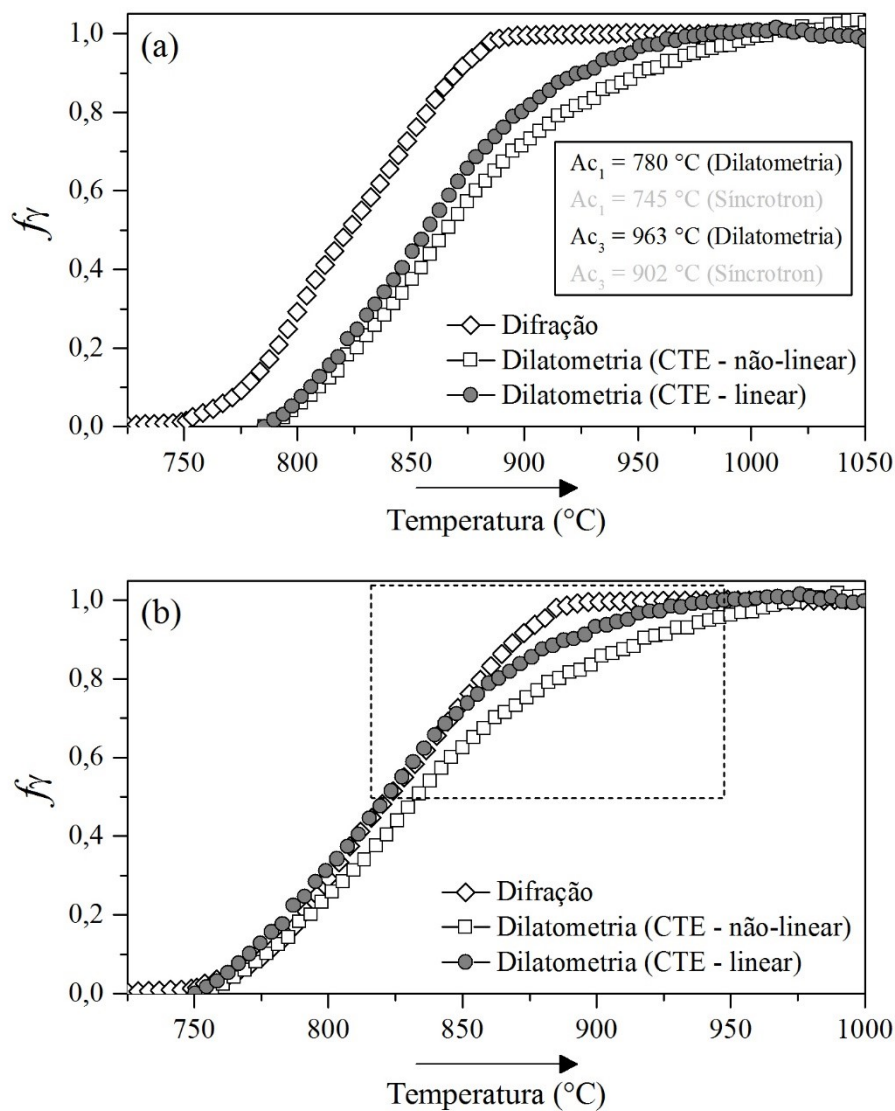 (a)
1,0
0,8
0,6
0,4
0,2
0,0
fγ
Ac1 = 780 °C (Dilatometria)
Ac1 = 745 °C (Síncrotron)
Ac3 = 963 °C (Dilatometria)
Ac3 = 902 °C (Síncrotron)
Difração
Dilatometria (CTE - não-linear)
Dilatometria (CTE - linear)
750 800 850 900 950 1000 1050
Temperatura (°C)
(b)
1,0
0,8
0,6
0,4
0,2
0,0
fγ
Difração
Dilatometria (CTE - não-linear)
Dilatometria (CTE - linear)
750 800 850 900 950 1000
Temperatura (°C)